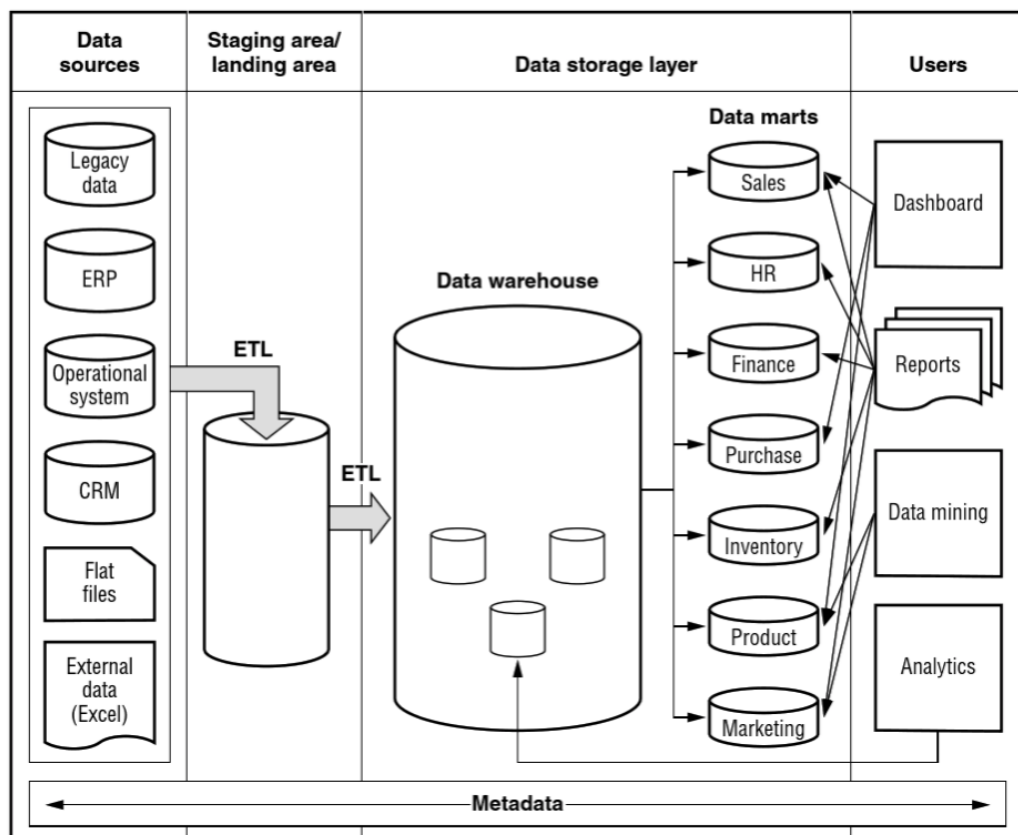 Data
sources
Staging area/
landing area
Data storage layer
Users
Legacy
data
ERP
Operational
system
CRM
Flat
files
External
data
(Excel)
ETL
ETL
Data warehouse
Data marts
Sales
HR
Finance
Purchase
Inventory
Product
Marketing
Dashboard
Reports
Data mining
Analytics
Metadata